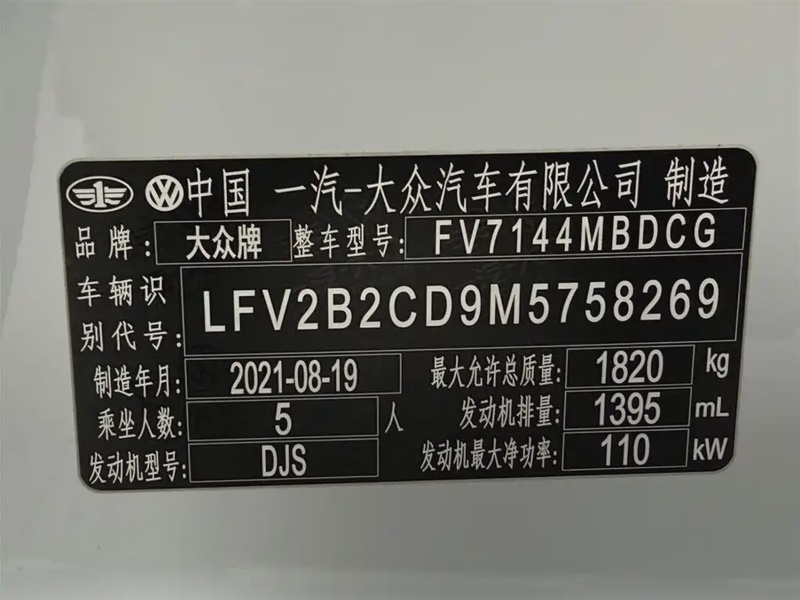 中国 一汽-大众汽车有限公司 制造
品牌: 大众牌 整车型号: FV7144MBDCG
车辆识别代号: LFV2B2CD9M5758269
制造年月: 2021-08-19 最大允许总质量: 1820 kg
乘坐人数: 5 人 发动机排量: 1395 mL
发动机型号: DJS 发动机最大净功率: 110 kW